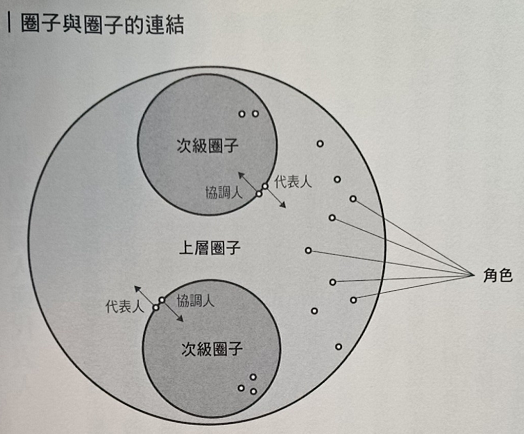 圈子與圈子的連結
次級圈子
協調人
代表人
上層圈子
角色
代表人
協調人
次級圈子